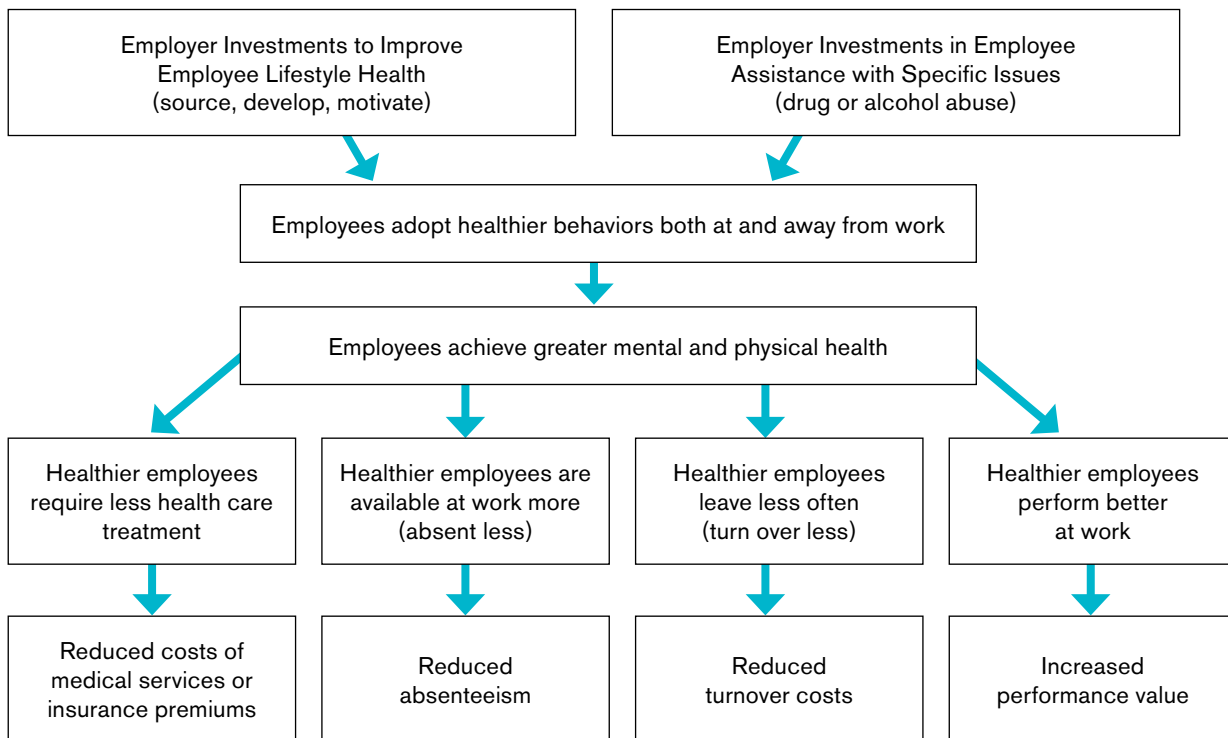 Employer Investments to Improve
Employee Lifestyle Health
(source, develop, motivate)
Employer Investments in Employee
Assistance with Specific Issues
(drug or alcohol abuse)
Employees adopt healthier behaviors both at and away from work
Employees achieve greater mental and physical health
Healthier employees
require less health care
treatment
Healthier employees are
available at work more
(absent less)
Healthier employees
leave less often
(turn over less)
Healthier employees
perform better
at work
Reduced costs of
medical services or
insurance premiums
Reduced
absenteeism
Reduced
turnover costs
Increased
performance value